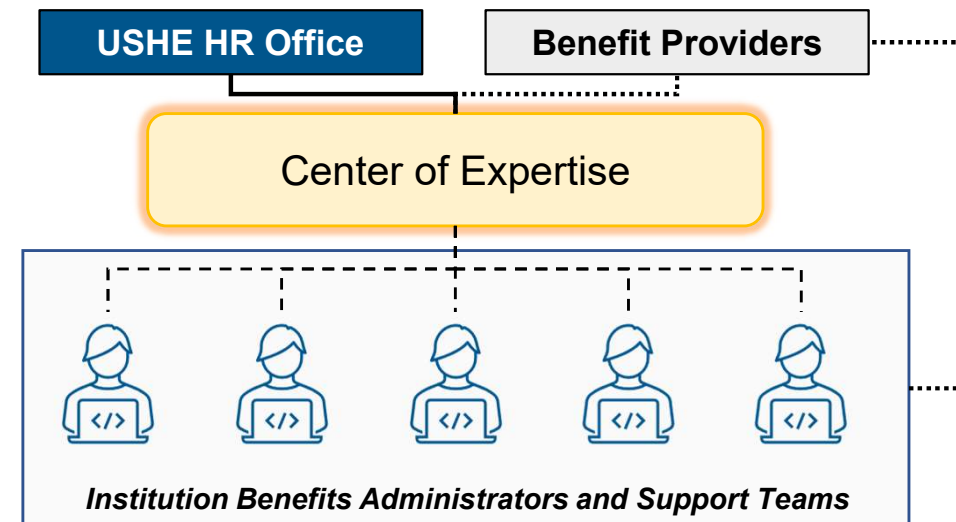 USHE HR Office
Benefit Providers
Center of Expertise
</>
</>
</>
</>
</>
Institution Benefits Administrators and Support Teams